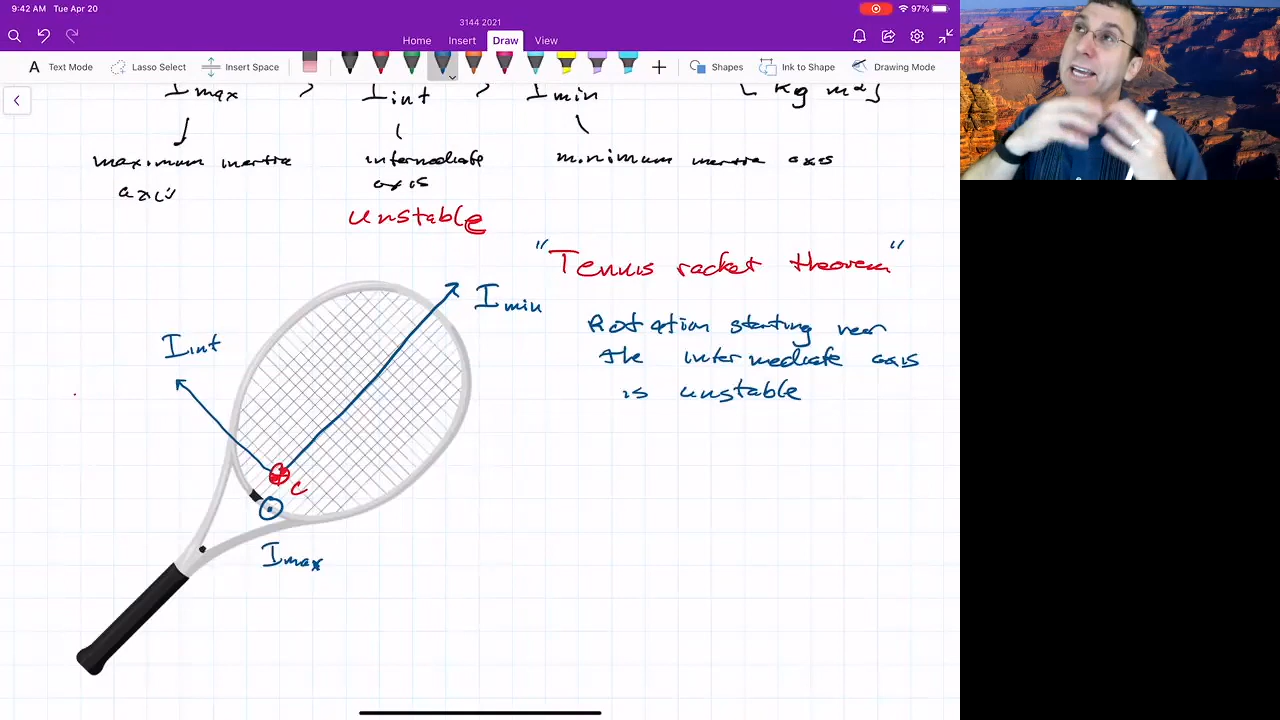 9:42 AM Tue Apr 20
97%
3144 2021
Home Insert Draw View
Text Mode Lasso Select Insert Space Shapes Ink to Shape Drawing Mode
Imax > Iint > Imin [kg m²]
maximum inertia axis
intermediate axis
minimum inertia axis
unstable
"Tennis racket theorem"
Rotation starting near
the intermediate axis
is unstable
Imin
Iint
C
Imax